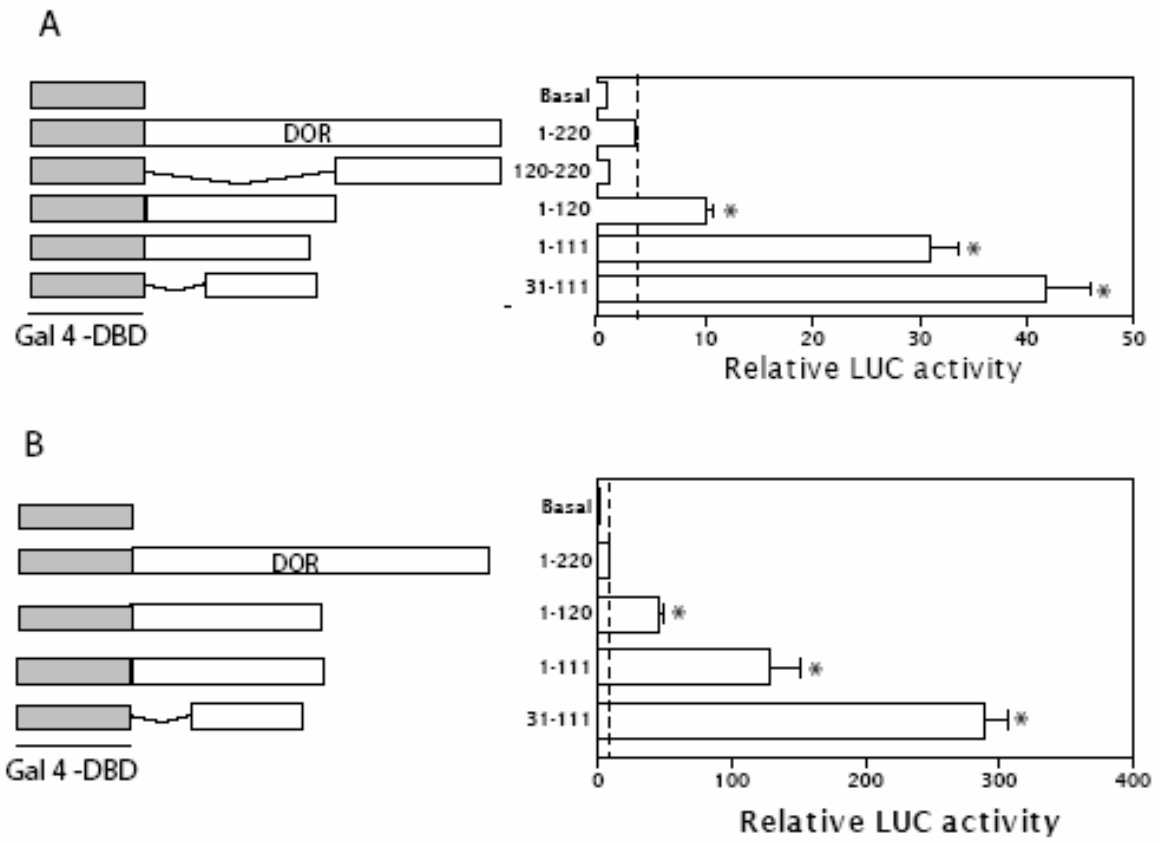 A
Basal
DOR
1-220
120-220
1-120
1-111
31-111
Gal 4 -DBD
0 10 20 30 40 50
Relative LUC activity
B
Basal
DOR
1-220
1-120
1-111
31-111
Gal 4 -DBD
0 100 200 300 400
Relative LUC activity